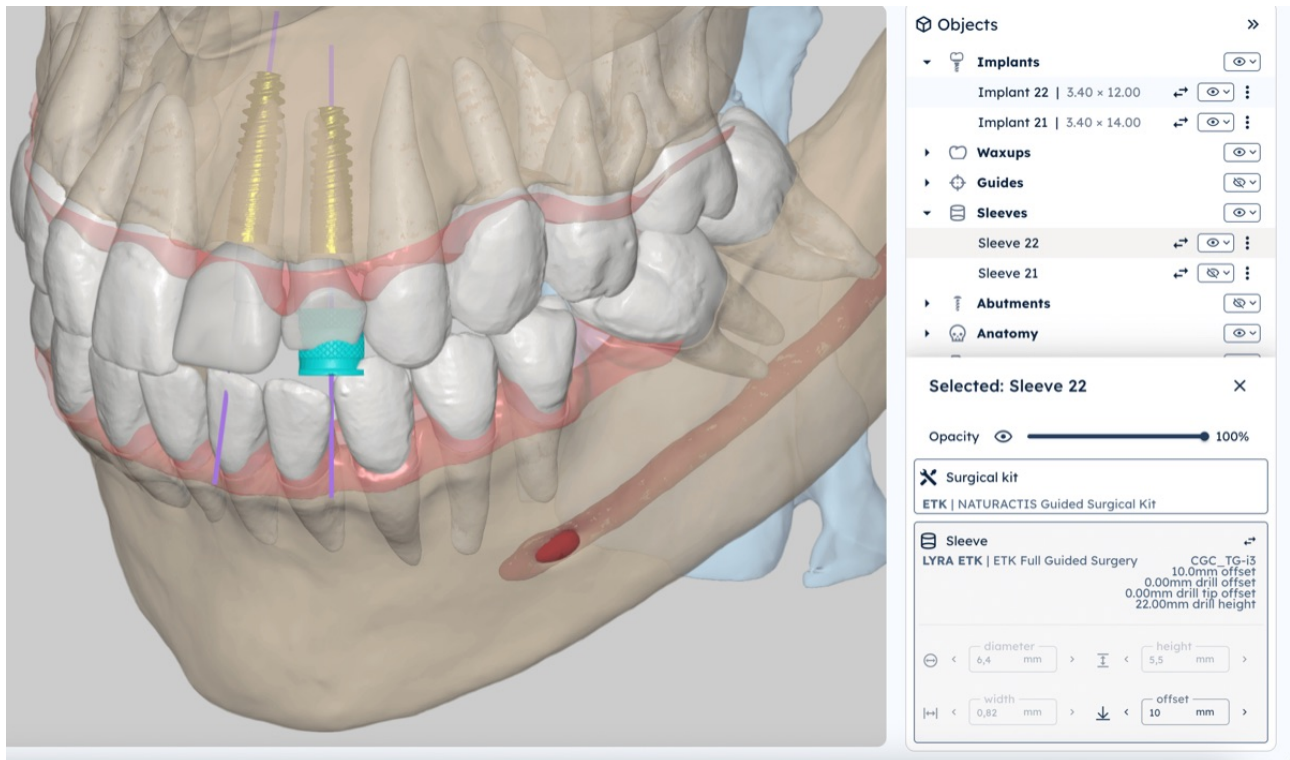 Objects
Implants
Implant 22 | 3.40 × 12.00
Implant 21 | 3.40 × 14.00
Waxups
Guides
Sleeves
Sleeve 22
Sleeve 21
Abutments
Anatomy
Selected: Sleeve 22
Opacity 100%
Surgical kit
ETK | NATURACTIS Guided Surgical Kit
Sleeve
LYRA ETK | ETK Full Guided Surgery CGC_TG-i3
10.0mm offset
0.00mm drill offset
0.00mm drill tip offset
22.00mm drill height
diameter height
6,4 mm 5,5 mm
width offset
0,82 mm 10 mm